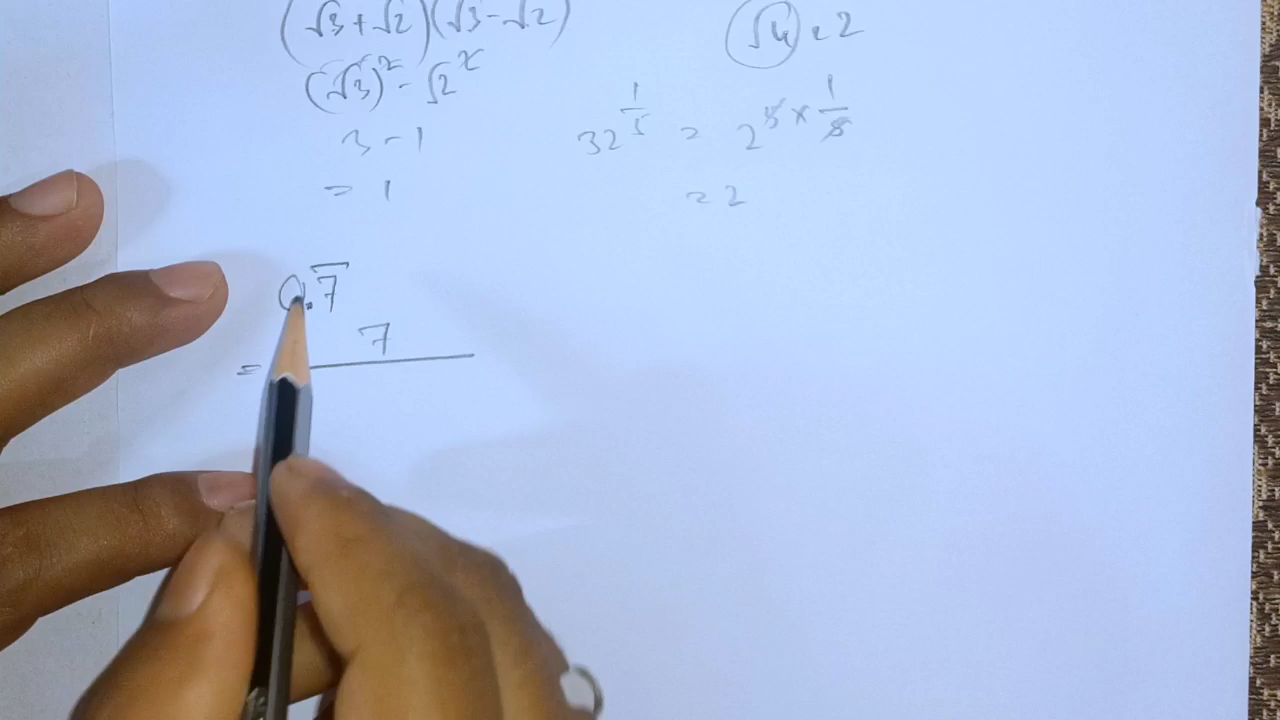 (√3+√2)(√3-√2)
(√3)² - √2²
3-1
= 1
√4 = 2
32^(1/5) = 2^(5×1/5)
= 2
0.7̅
= 7